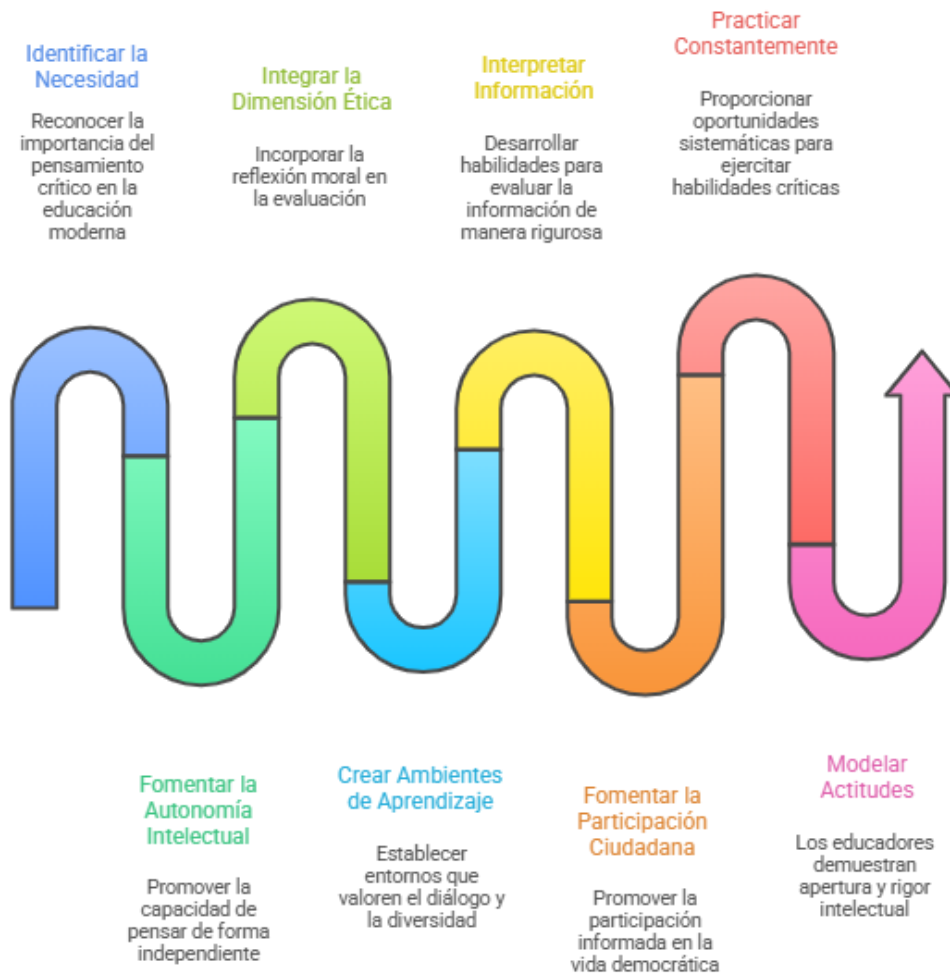 Identificar la
Necesidad
Reconocer la
importancia del
pensamiento
crítico en la
educación
moderna
Integrar la
Dimensión Ética
Incorporar la
reflexión moral en
la evaluación
Interpretar
Información
Desarrollar
habilidades para
evaluar la
información de
manera rigurosa
Practicar
Constantemente
Proporcionar
oportunidades
sistemáticas para
ejercitar
habilidades críticas
Fomentar la
Autonomía
Intelectual
Promover la
capacidad de
pensar de forma
independiente
Crear Ambientes
de Aprendizaje
Establecer
entornos que
valoren el diálogo y
la diversidad
Fomentar la
Participación
Ciudadana
Promover la
participación
informada en la
vida democrática
Modelar
Actitudes
Los educadores
demuestran
apertura y rigor
intelectual